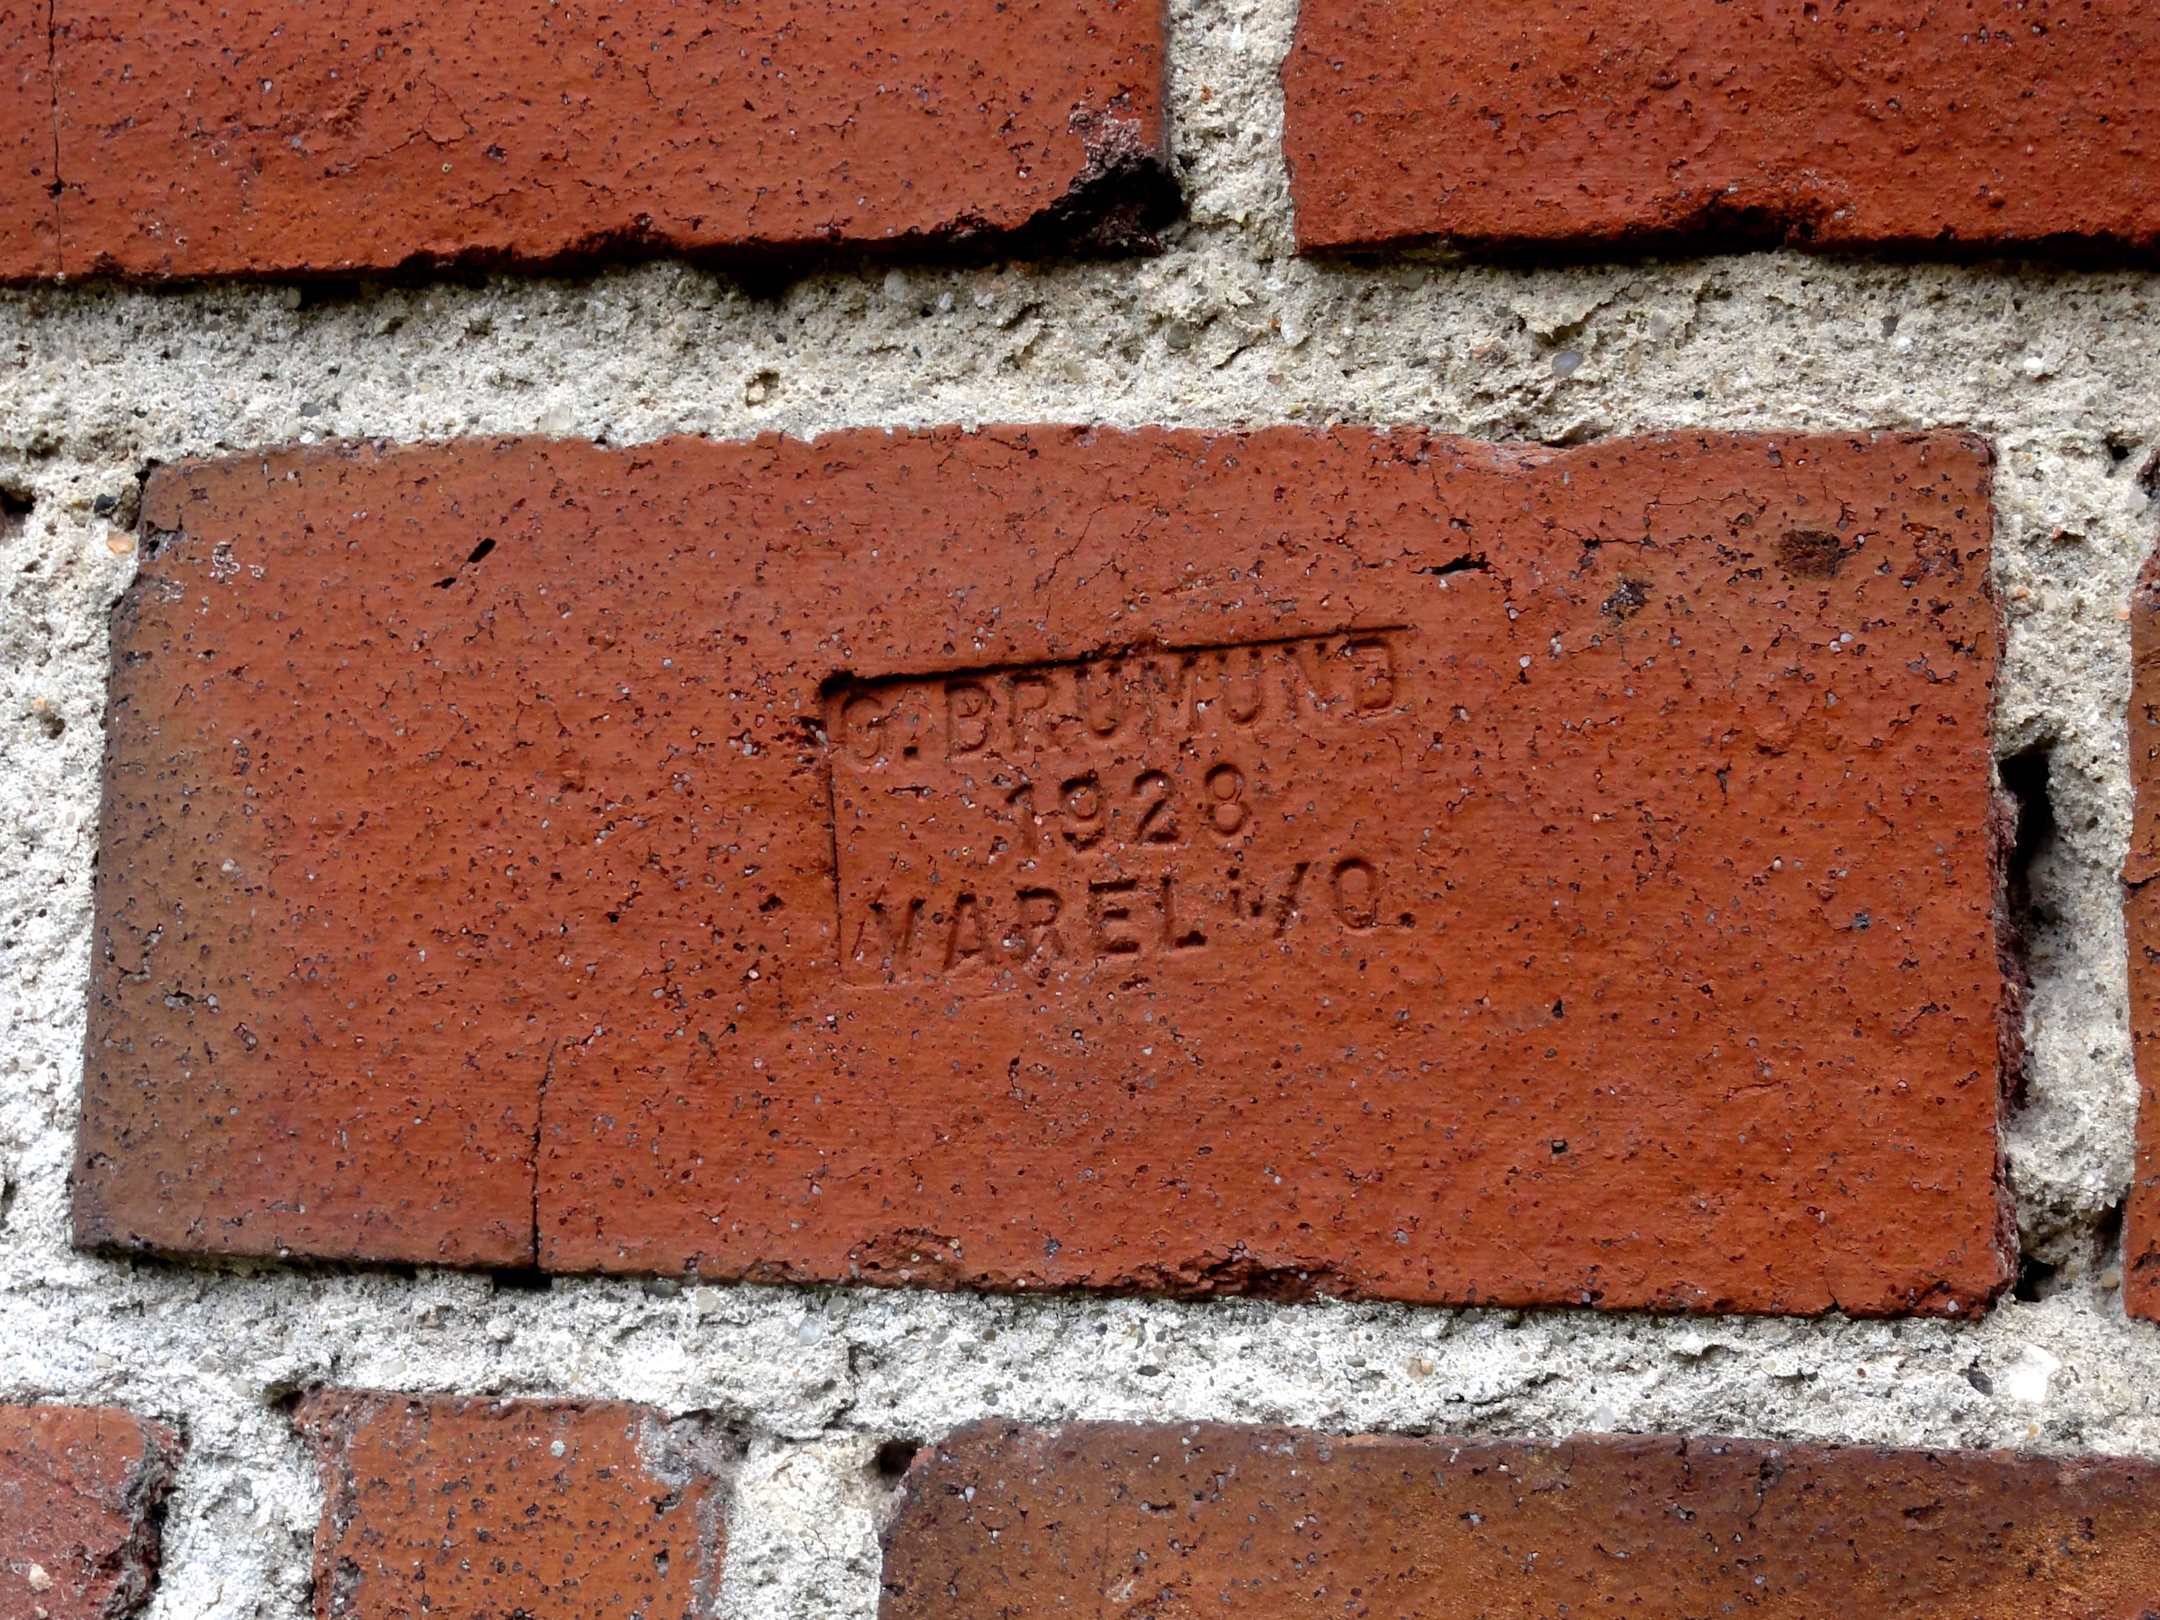 G. BRUMUND
1928
VAREL i/O.